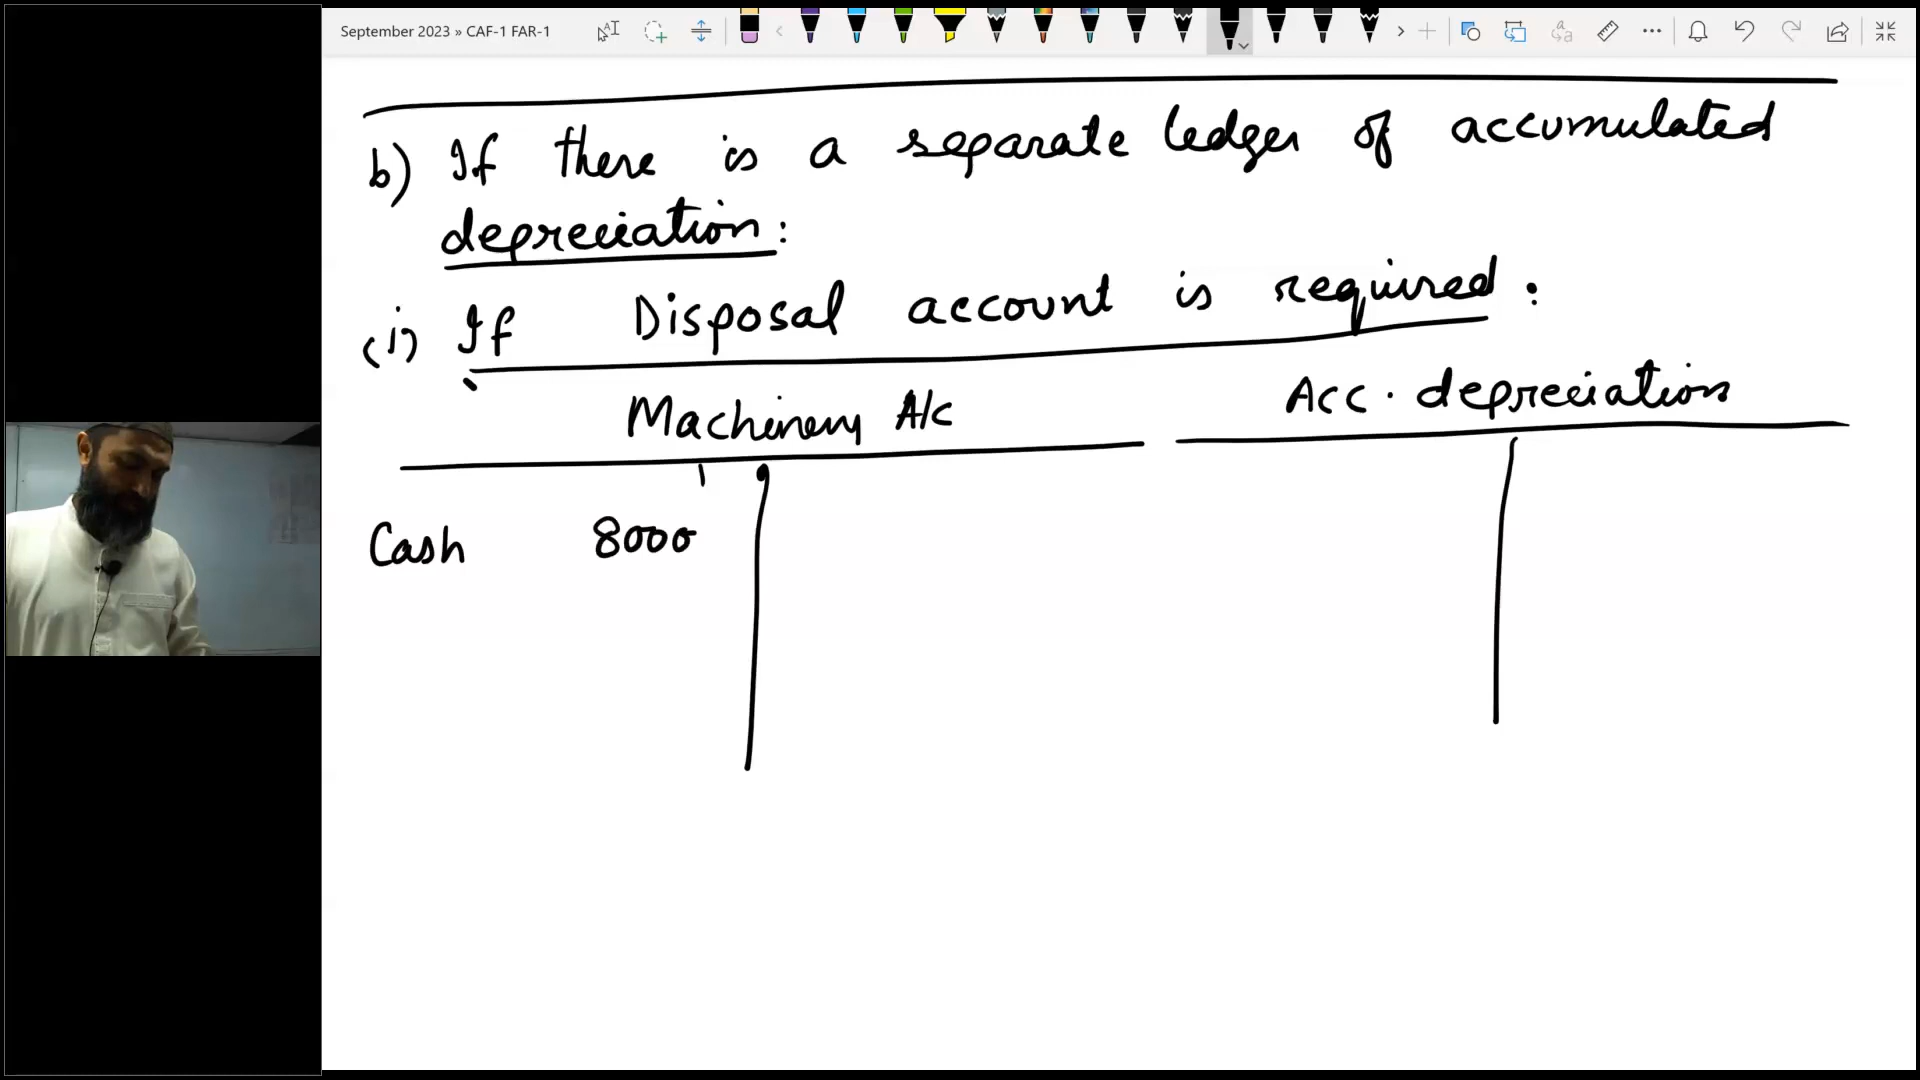 September 2023 » CAF-1 FAR-1
b) If there is a separate ledger of accumulated
depreciation:
(i) If Disposal account is required:
Machinery A/c
Acc. depreciation
Cash 8000